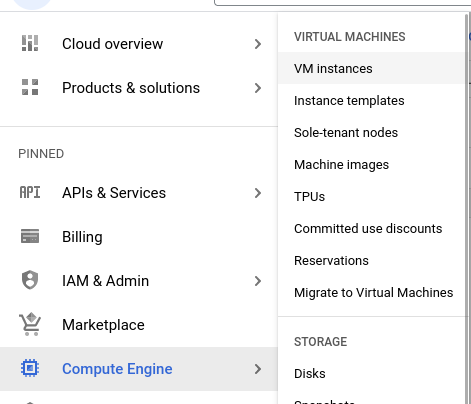 Cloud overview
Products & solutions
PINNED
API APIs & Services
Billing
IAM & Admin
Marketplace
Compute Engine
VIRTUAL MACHINES
VM instances
Instance templates
Sole-tenant nodes
Machine images
TPUs
Committed use discounts
Reservations
Migrate to Virtual Machines
STORAGE
Disks
Snapshots